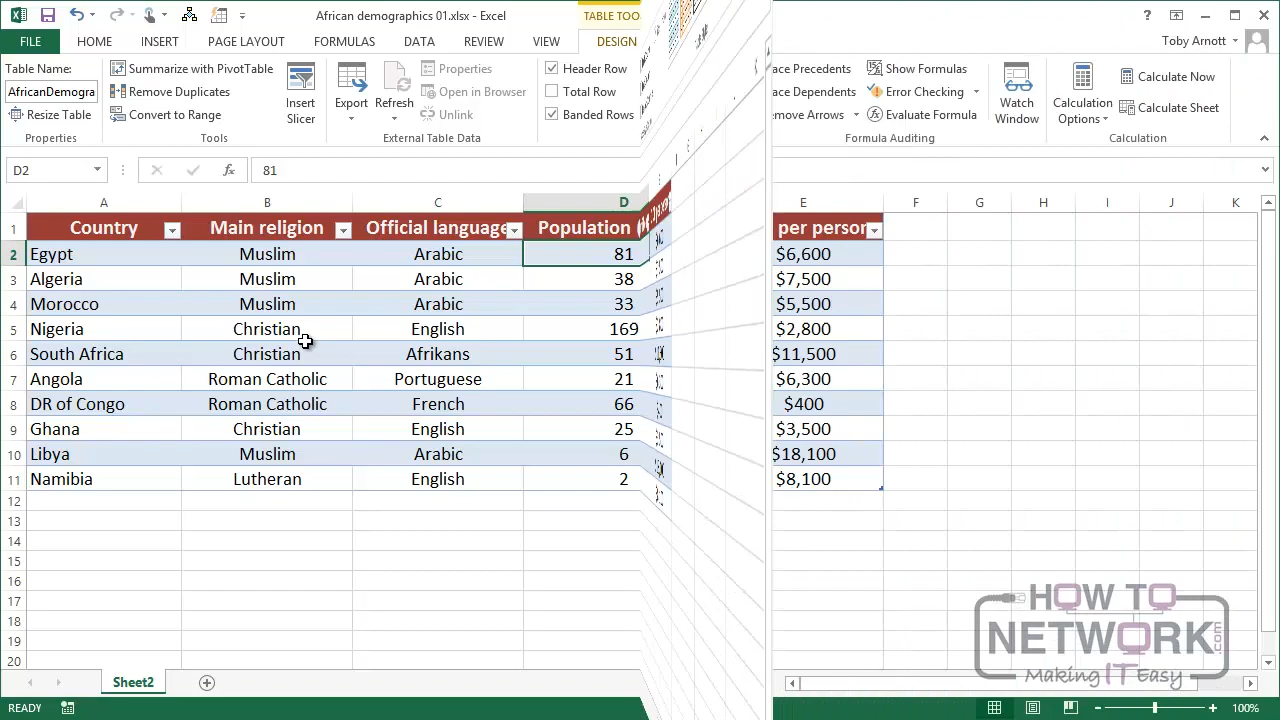 African demographics 01.xlsx - Excel
TABLE TOO
?
FILE
HOME
INSERT
PAGE LAYOUT
FORMULAS
DATA
REVIEW
VIEW
DESIGN
Toby Arnott
Table Name:
AfricanDemogra
Resize Table
Properties
Summarize with PivotTable
Remove Duplicates
Convert to Range
Tools
Insert
Slicer
Export
Refresh
Properties
Open in Browser
Unlink
External Table Data
Header Row
Total Row
Banded Rows
ace Precedents
ace Dependents
move Arrows
Show Formulas
Error Checking
Evaluate Formula
Formula Auditing
Watch
Window
Calculation
Options
Calculate Now
Calculate Sheet
Calculation
D2
fx
81
A B C D E F G H I J K
1 Country Main religion Official language Population per person
2 Egypt Muslim Arabic 81 $6,600
3 Algeria Muslim Arabic 38 $7,500
4 Morocco Muslim Arabic 33 $5,500
5 Nigeria Christian English 169 $2,800
6 South Africa Christian Afrikans 51 $11,500
7 Angola Roman Catholic Portuguese 21 $6,300
8 DR of Congo Roman Catholic French 66 $400
9 Ghana Christian English 25 $3,500
10 Libya Muslim Arabic 6 $18,100
11 Namibia Lutheran English 2 $8,100
12
13
14
15
16
17
18
19
20
HOW TO
NETWORK.com
Making IT Easy
Sheet2
READY
100%